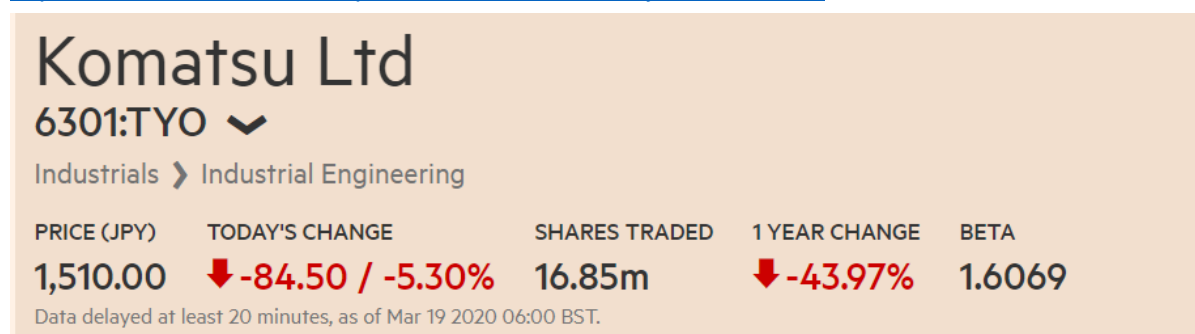 Komatsu Ltd
6301:TYO
Industrials ❯ Industrial Engineering
PRICE (JPY) TODAY'S CHANGE SHARES TRADED 1 YEAR CHANGE BETA
1,510.00 -84.50 / -5.30% 16.85m -43.97% 1.6069
Data delayed at least 20 minutes, as of Mar 19 2020 06:00 BST.